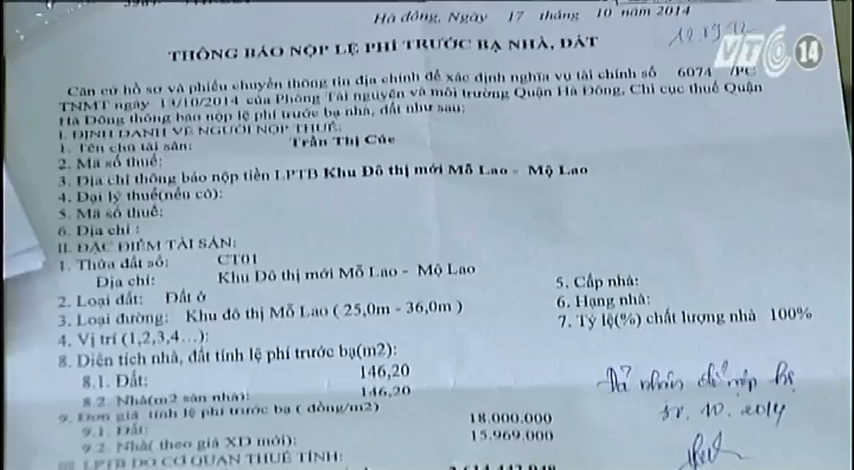 Hà đông, Ngày 17 tháng 10 năm 2014
VTC 14
THÔNG BÁO NỘP LỆ PHÍ TRƯỚC BẠ NHÀ, ĐẤT
Căn cứ hồ sơ và phiếu chuyển thông tin địa chính để xác định nghĩa vụ tài chính số 6074 /PC
TNMT ngày 13/10/2014 của Phòng Tài nguyên và môi trường Quận Hà Đông, Chi cục thuế Quận
Hà Đông thông báo nộp lệ phí trước bạ nhà, đất như sau:
I. ĐỊNH DANH VỀ NGƯỜI NỘP THUẾ:
1. Tên chủ tài sản: Trần Thị Cúc
2. Mã số thuế:
3. Địa chỉ thông báo nộp tiền LPTB Khu Đô thị mới Mỗ Lao - Mộ Lao
4. Đại lý thuế(nếu có):
5. Mã số thuế:
6. Địa chỉ :
II. ĐẶC ĐIỂM TÀI SẢN:
1. Thửa đất số: CT01
Địa chỉ: Khu Đô thị mới Mỗ Lao - Mộ Lao
2. Loại đất: Đất ở
3. Loại đường: Khu đô thị Mỗ Lao ( 25,0m - 36,0m )
4. Vị trí (1,2,3,4...):
5. Cấp nhà:
6. Hạng nhà:
7. Tỷ lệ(%) chất lượng nhà 100%
8. Diện tích nhà, đất tính lệ phí trước bạ(m2):
8.1. Đất: 146,20
8.2. Nhà(m2 sàn nhà): 146,20
9. Đơn giá tính lệ phí trước bạ ( đồng/m2)
9.1. Đất: 18.000.000
9.2. Nhà( theo giá XD mới): 15.969.000
III. LPTB DO CƠ QUAN THUẾ TÍNH:
Đã nhận
10. 2014